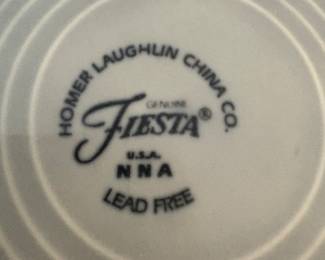 HOMER LAUGHLIN CHINA CO.
GENUINE
FIESTA®
U.S.A.
NNA
LEAD FREE